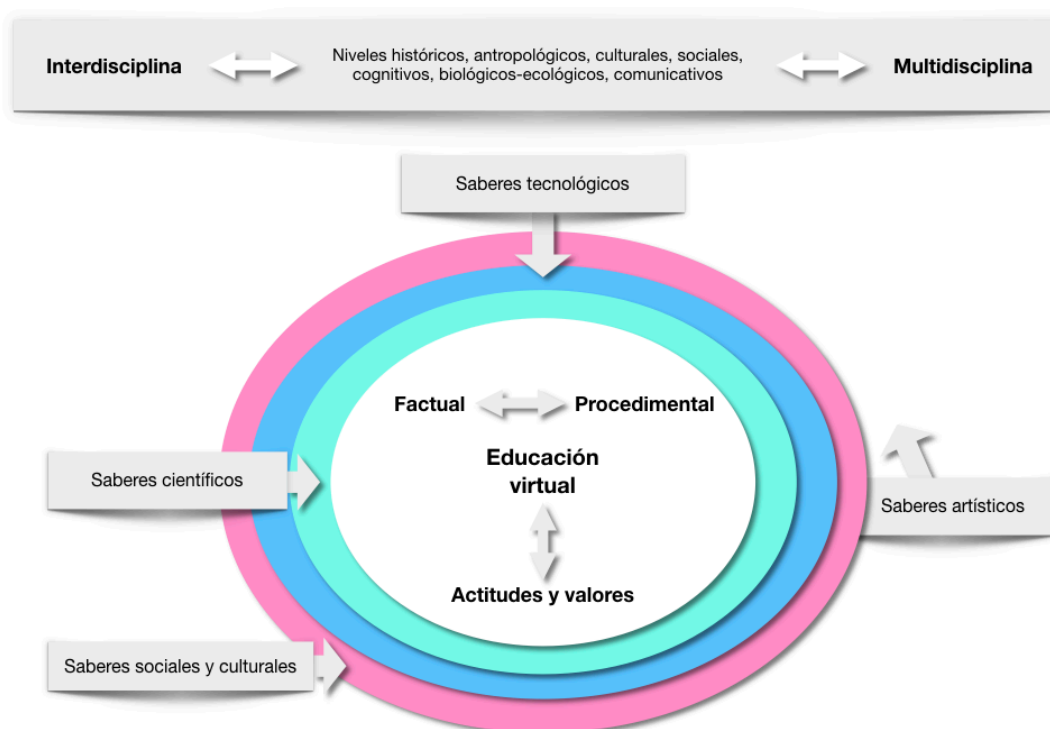 Interdisciplina
Niveles históricos, antropológicos, culturales, sociales,
cognitivos, biológicos-ecológicos, comunicativos
Multidisciplina
Saberes tecnológicos
Factual
Procedimental
Educación
virtual
Saberes científicos
Saberes artísticos
Actitudes y valores
Saberes sociales y culturales